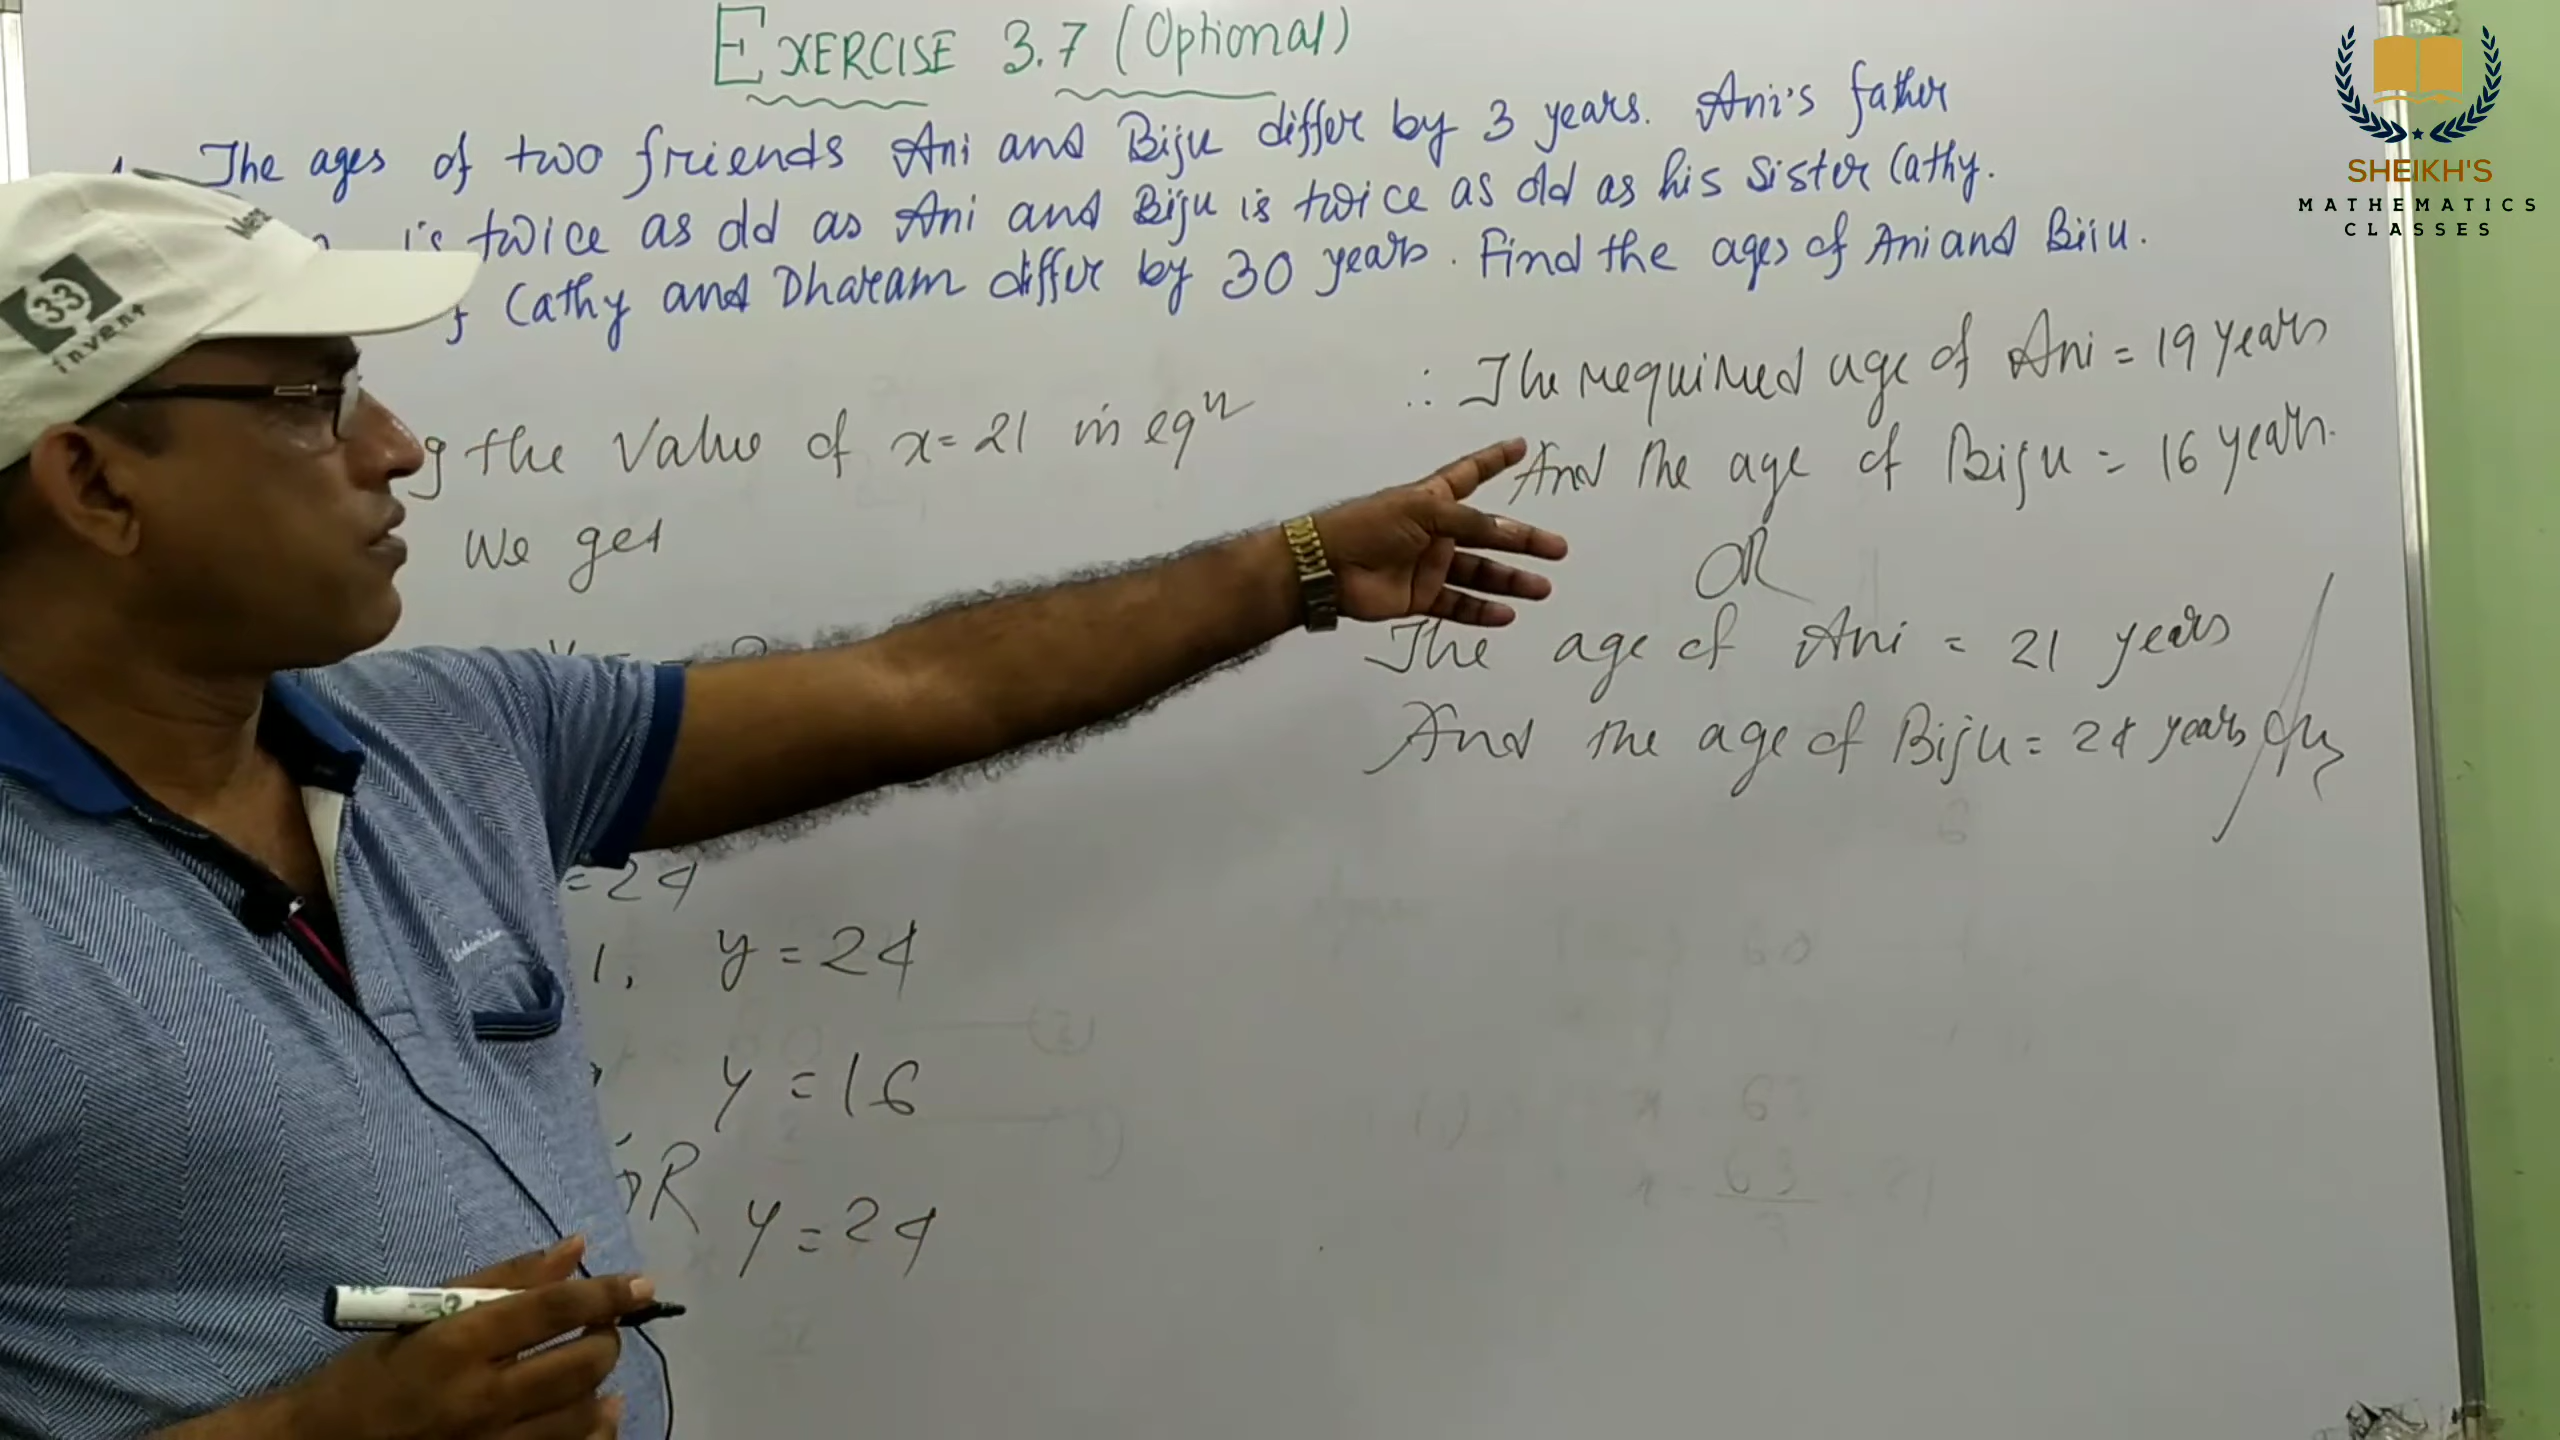 EXERCISE 3.7 (Optional)
The ages of two friends Ani and Biju differ by 3 years. Ani's father
is twice as old as Ani and Biju is twice as old as his sister Cathy.
Cathy and Dharam differ by 30 years. Find the ages of Ani and Biju.
g the value of x=21 in eqn
We get
=24
1, y=24
y=16
OR
y=24
∴ The required age of Ani = 19 years
And the age of Biju = 16 years.
OR
The age of Ani = 21 years
And the age of Biju = 24 years Ans
SHEIKH'S
MATHEMATICS
CLASSES
33
invent